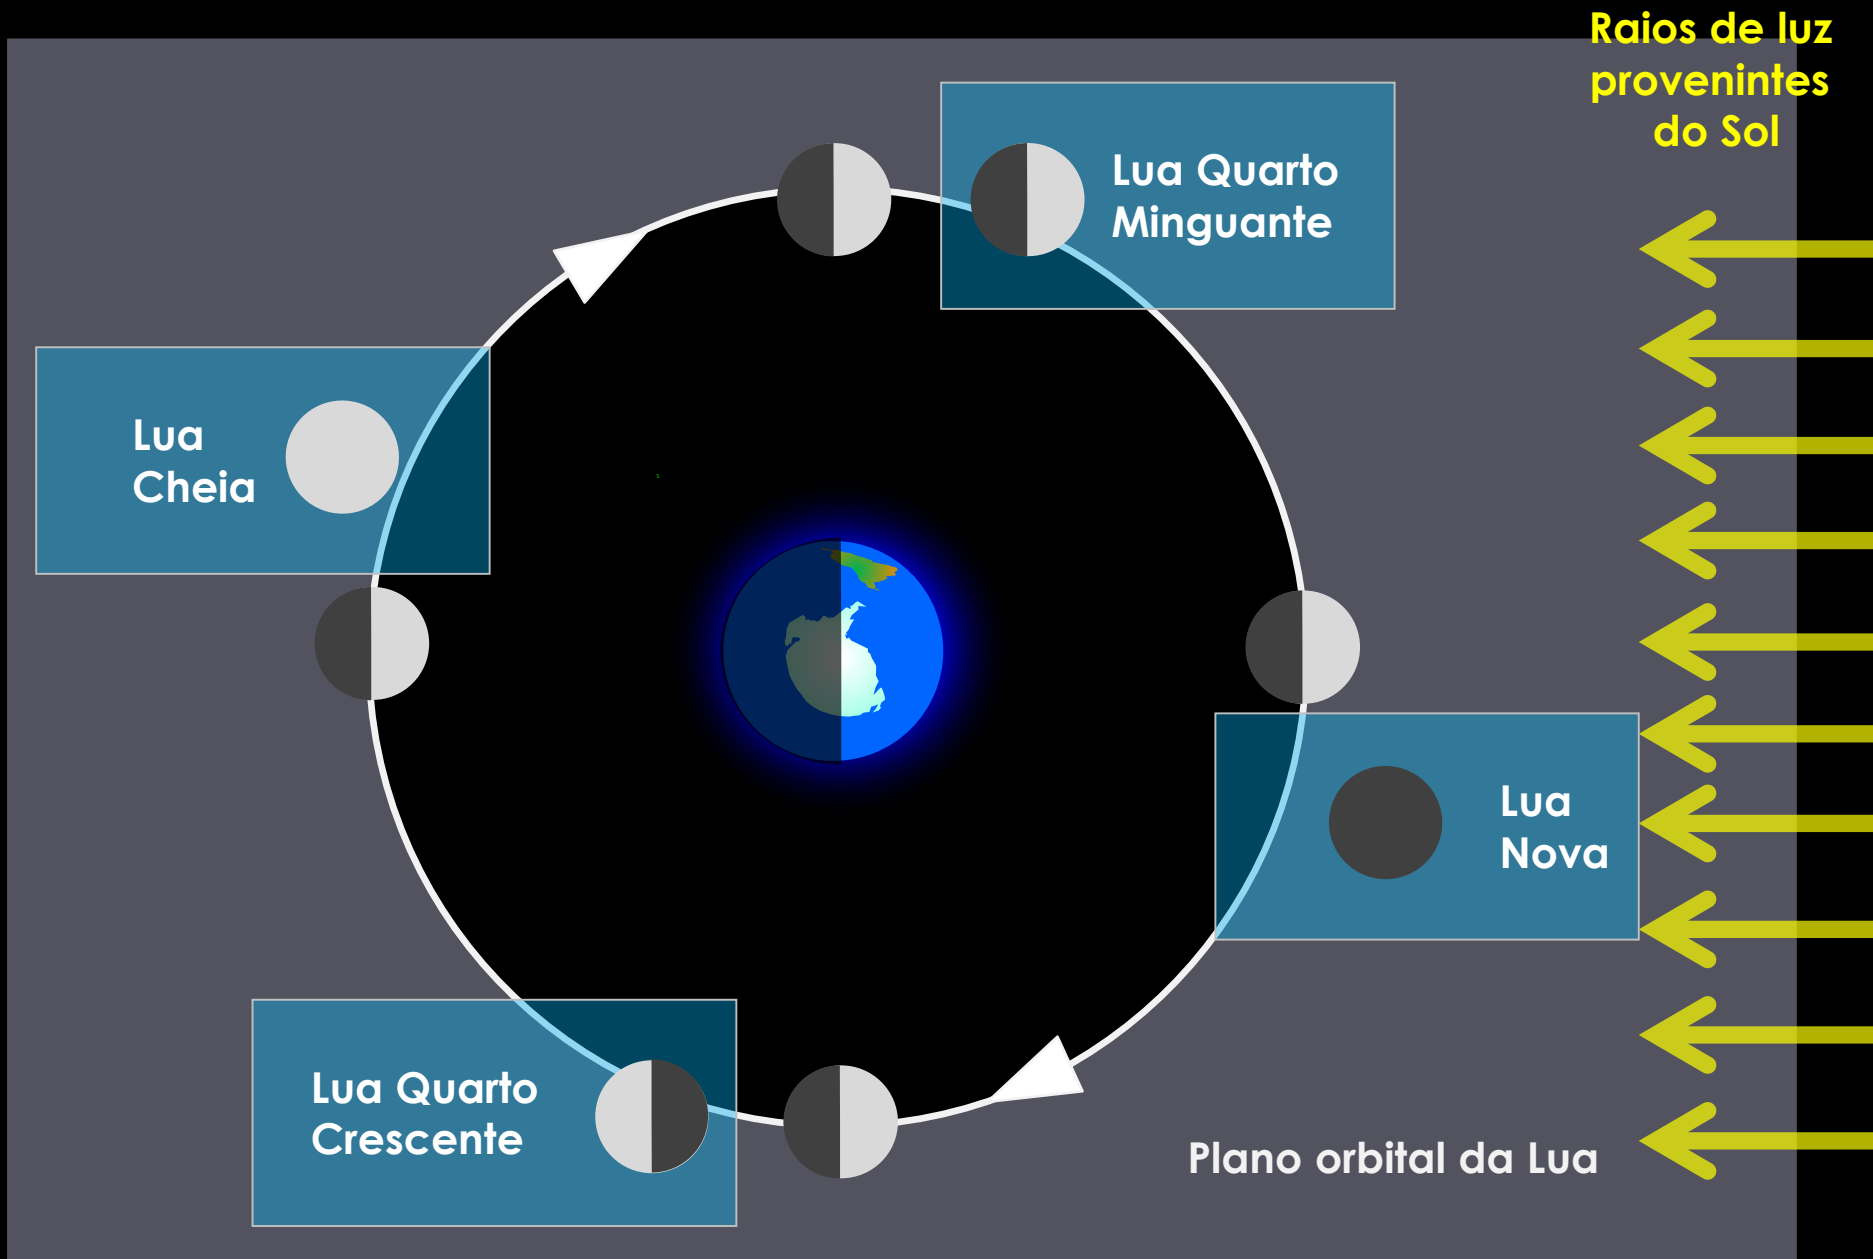 Raios de luz
provenintes
do Sol
Lua Quarto
Minguante
Lua
Cheia
Lua
Nova
Lua Quarto
Crescente
Plano orbital da Lua